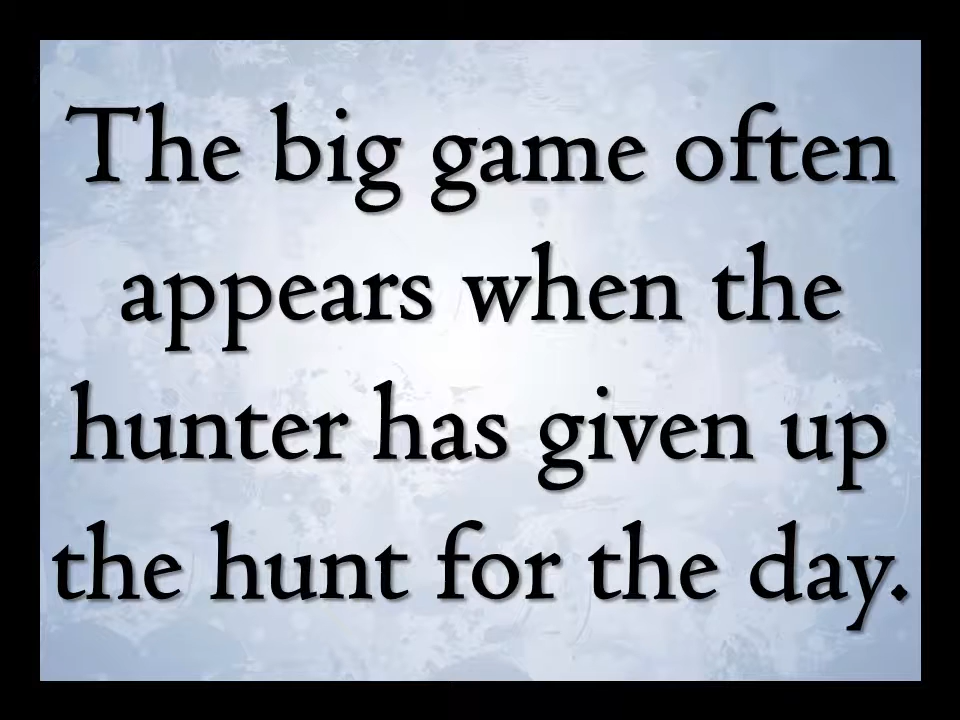 The big game often
appears when the
hunter has given up
the hunt for the day.